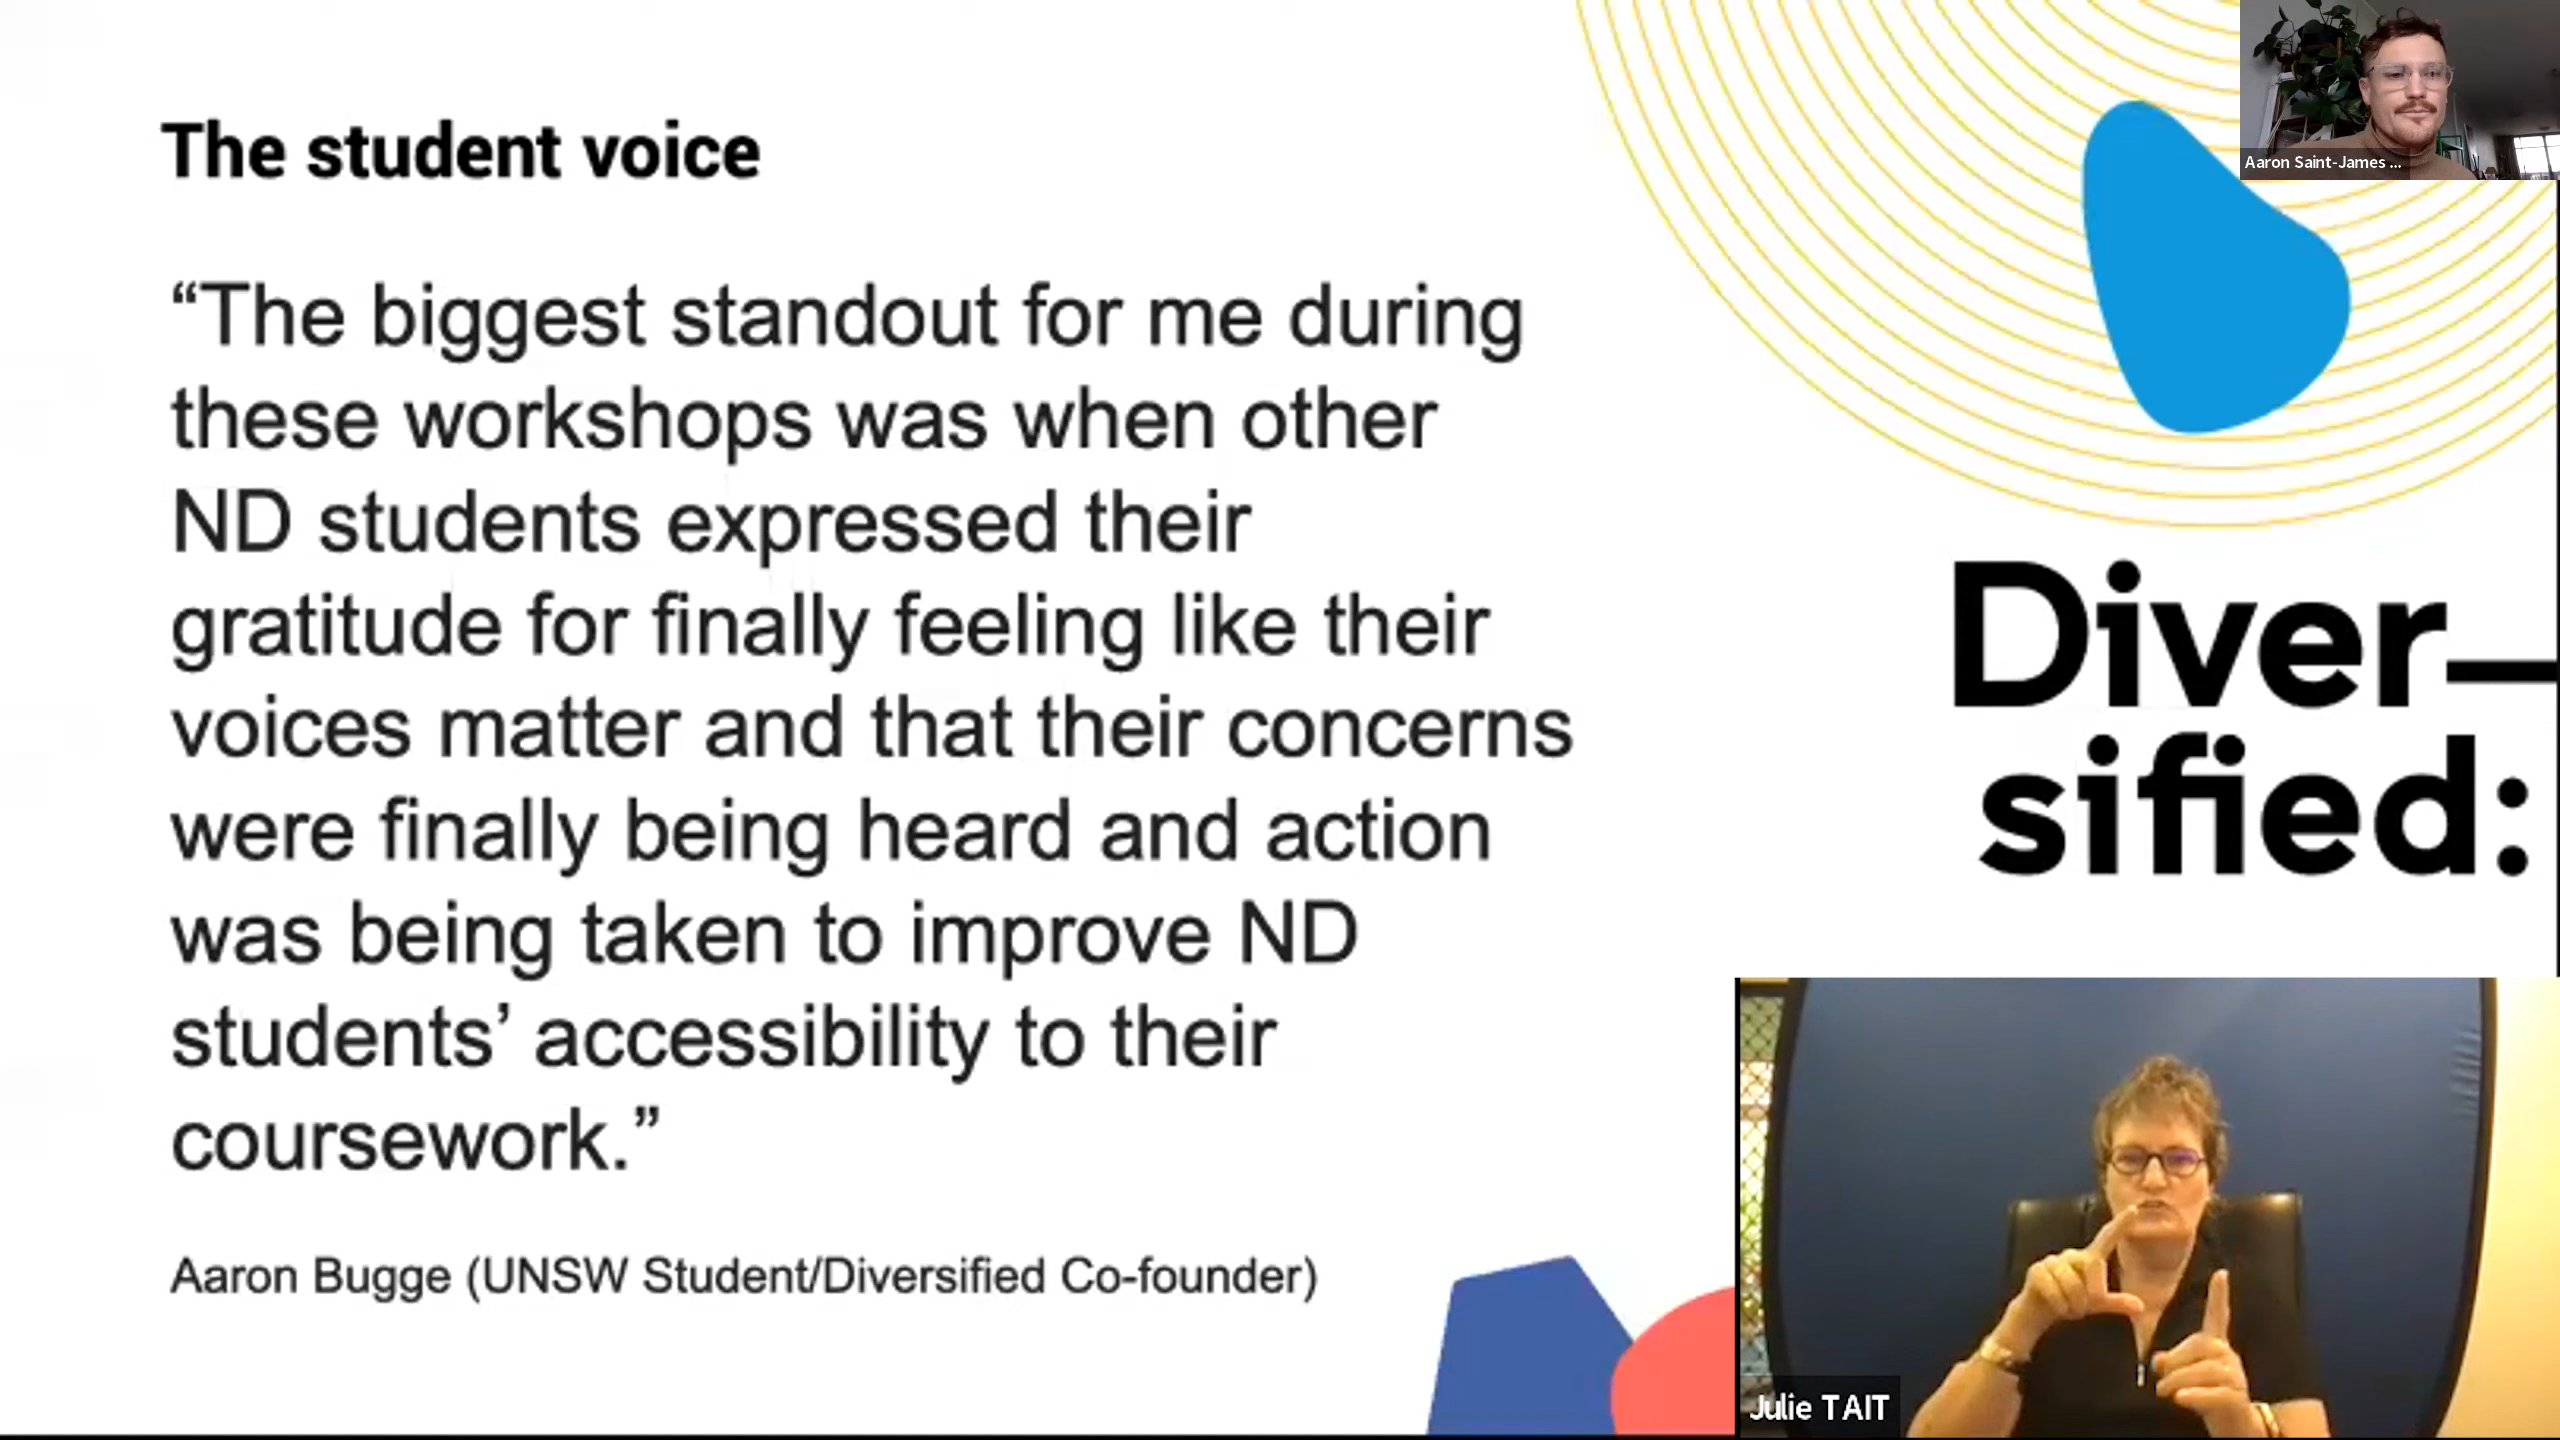 The student voice
“The biggest standout for me during
these workshops was when other
ND students expressed their
gratitude for finally feeling like their
voices matter and that their concerns
were finally being heard and action
was being taken to improve ND
students’ accessibility to their
coursework.”
Aaron Bugge (UNSW Student/Diversified Co-founder)
Aaron Saint-James ...
Diver—
sified:
Julie TAIT